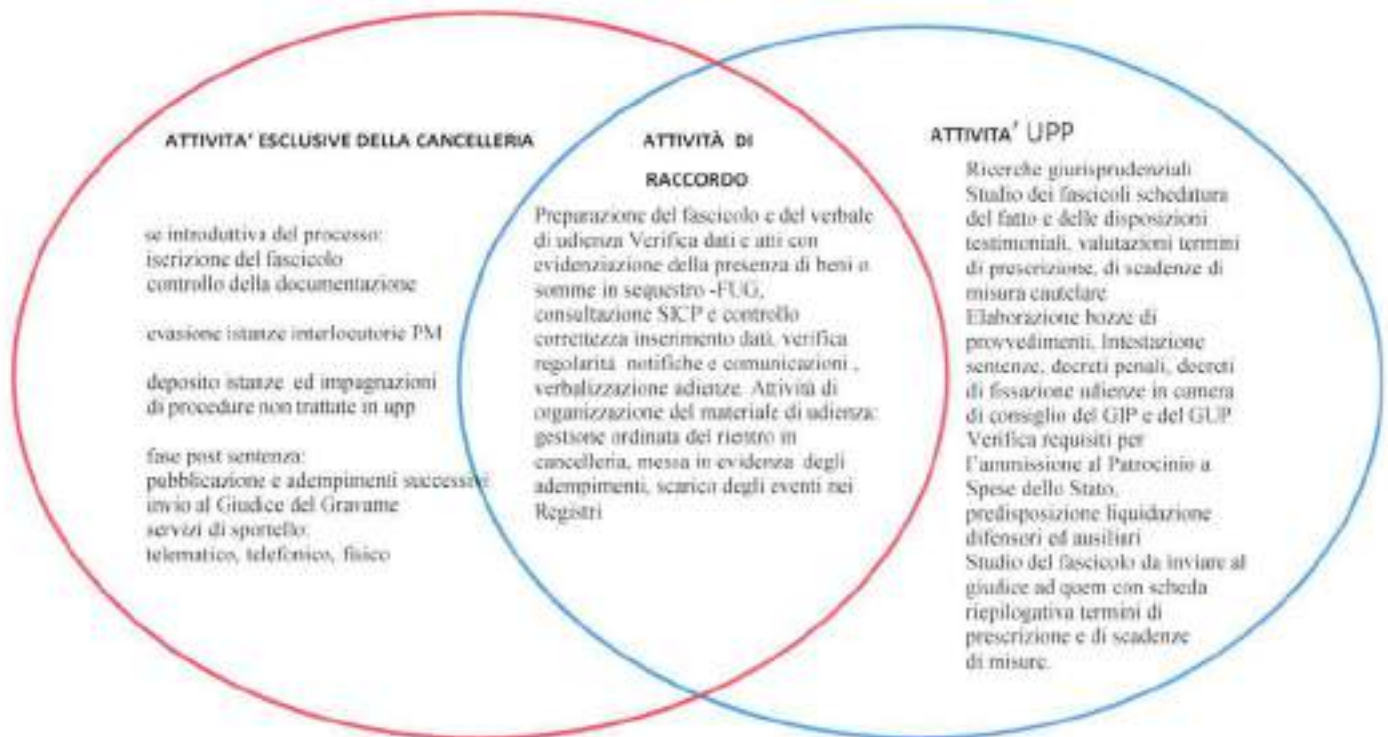 ATTIVITA' ESCLUSIVE DELLA CANCELLERIA
se introduttiva del processo:
iscrizione del fascicolo
controllo della documentazione
evasione istanze interlocutorie PM
deposito istanze ed impagnazioni
di procedure non trattate in upp
fase post sentenza:
pubblicazione e adempimenti successivi
invio al Giudice del Gravame
servizi di sportello:
telematico, telefonico, fisico
ATTIVITÀ DI
RACCORDO
Preparazione del fascicolo e del verbale
di udienza Verifica dati e atti con
evidenziazione della presenza di beni o
somme in sequestro -FUG,
consultazione SICP e controllo
correttezza inserimento dati, verifica
regolarità notifiche e comunicazioni ,
verbalizzazione udienze. Attività di
organizzazione del materiale di udienza:
gestione ordinata del rientro in
cancelleria, messa in evidenza degli
adempimenti, scarico degli eventi nei
Registri
ATTIVITA' UPP
Ricerche giurisprudenziali
Studio dei fascicoli schedatura
del fatto e delle disposizioni
testimoniali, valutazioni termini
di prescrizione, di scadenze di
misura cautelare
Elaborazione bozze di
provvedimenti, Intestazione
sentenze, decreti penali, decreti
di fissazione udienze in camera
di consiglio del GIP e del GUP
Verifica requisiti per
l'ammissione al Patrocinio a
Spese dello Stato,
predisposizione liquidazione
difensori ed ausiliari
Studio del fascicolo da inviare al
giudice ad quem con scheda
riepilogativa termini di
prescrizione e di scadenze
di misure.